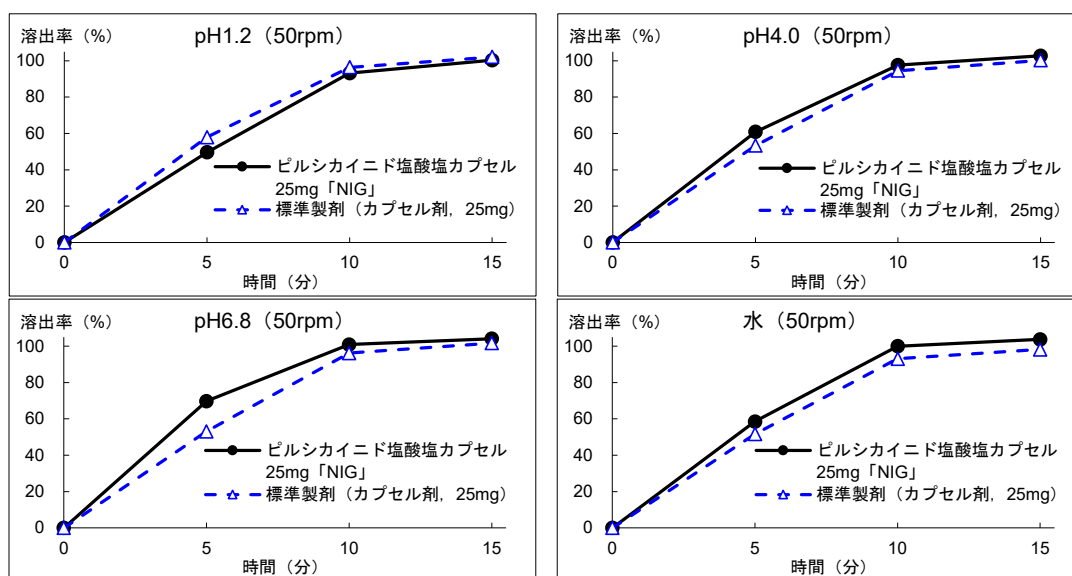 溶出率（%）
pH1.2（50rpm）
100
80
60
40
20
0
ピルシカイニド塩酸塩カプセル
25mg「NIG」
標準製剤（カプセル剤，25mg）
0 5 10 15
時間（分）
溶出率（%）
pH4.0（50rpm）
100
80
60
40
20
0
ピルシカイニド塩酸塩カプセル
25mg「NIG」
標準製剤（カプセル剤，25mg）
0 5 10 15
時間（分）
溶出率（%）
pH6.8（50rpm）
100
80
60
40
20
0
ピルシカイニド塩酸塩カプセル
25mg「NIG」
標準製剤（カプセル剤，25mg）
0 5 10 15
時間（分）
溶出率（%）
水（50rpm）
100
80
60
40
20
0
ピルシカイニド塩酸塩カプセル
25mg「NIG」
標準製剤（カプセル剤，25mg）
0 5 10 15
時間（分）